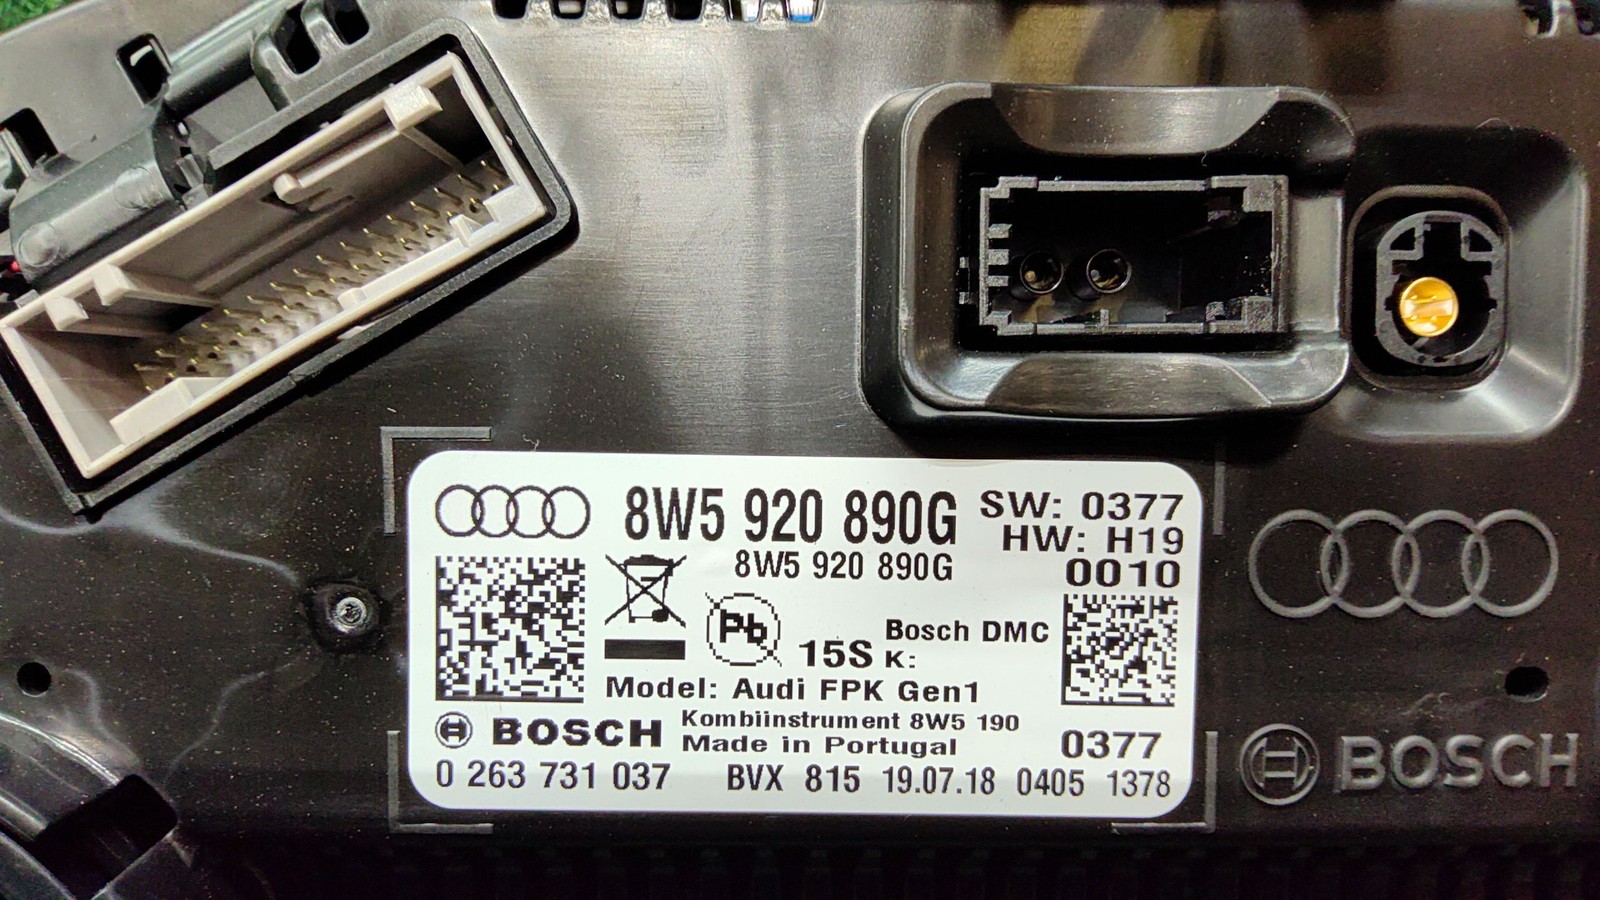 8W5 920 890G
8W5 920 890G
SW: 0377
HW: H19
0010
Pb
15S
Bosch DMC
K:
Model: Audi FPK Gen1
BOSCH
Kombiinstrument 8W5 190
Made in Portugal
0377
0 263 731 037 BVX 815 19.07.18 0405 1378
BOSCH